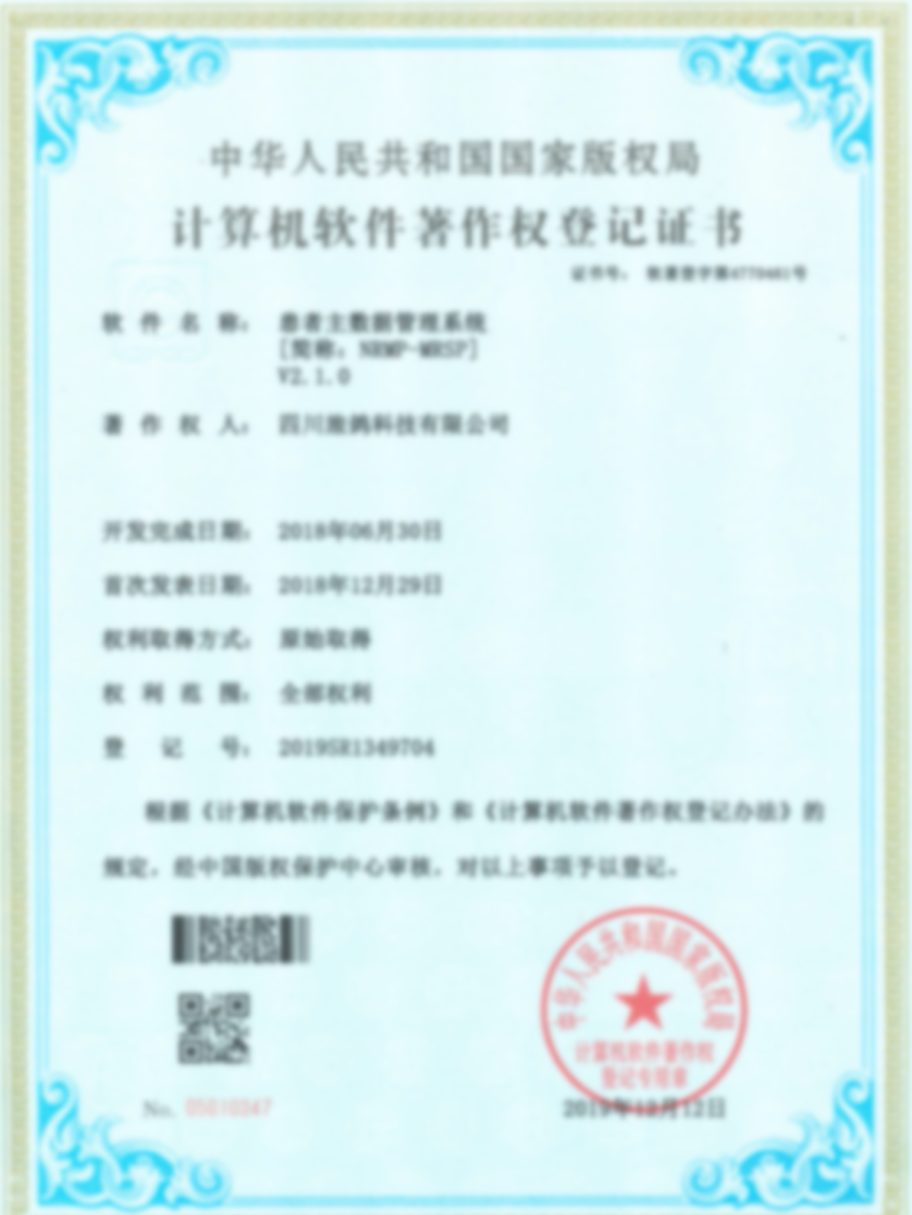 中华人民共和国国家版权局
计算机软件著作权登记证书
证书号： 软著登字第4770461号
软件名称： 患者主数据管理系统
[简称：NRMP-MRSP]
V2.1.0
著作权人： 四川 科技有限公司
开发完成日期： 2018年06月30日
首次发表日期： 2018年12月29日
权利取得方式： 原始取得
权利范围： 全部权利
登记号： 2019SR1349704
根据《计算机软件保护条例》和《计算机软件著作权登记办法》的
规定，经中国版权保护中心审核，对以上事项予以登记。
中华人民共和国国家版权局
计算机软件著作权
登记专用章
No. 05010347
2019年12月12日